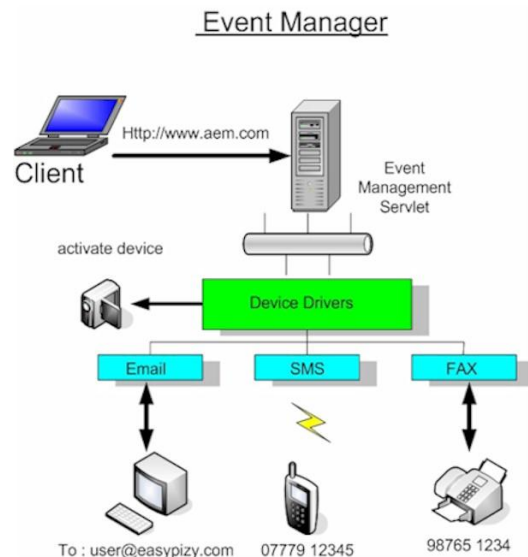 Event Manager
Http://www.aem.com
Client
Event
Management
Servlet
activate device
Device Drivers
Email
SMS
FAX
To : user@easypizy.com
07779 12345
98765 1234